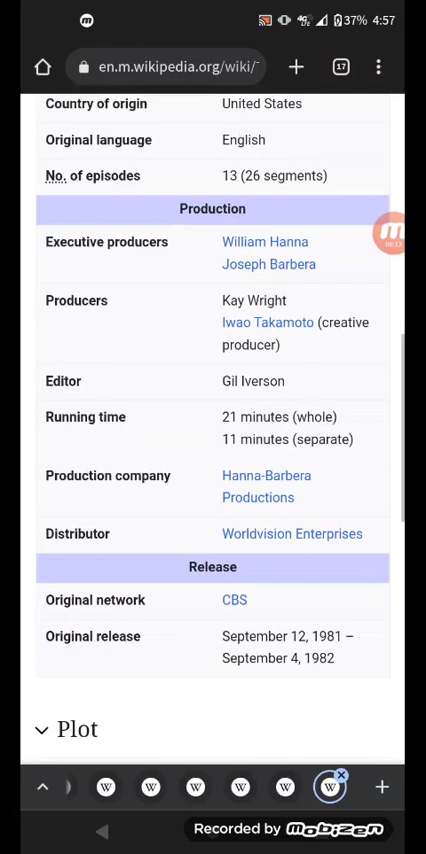 37% 4:57
en.m.wikipedia.org/wiki/
17
Country of origin United States
Original language English
No. of episodes 13 (26 segments)
Production
Executive producers William Hanna
Joseph Barbera
Producers Kay Wright
Iwao Takamoto (creative
producer)
Editor Gil Iverson
Running time 21 minutes (whole)
11 minutes (separate)
Production company Hanna-Barbera
Productions
Distributor Worldvision Enterprises
Release
Original network CBS
Original release September 12, 1981 –
September 4, 1982
Plot
W W W W W W
Recorded by mobizen